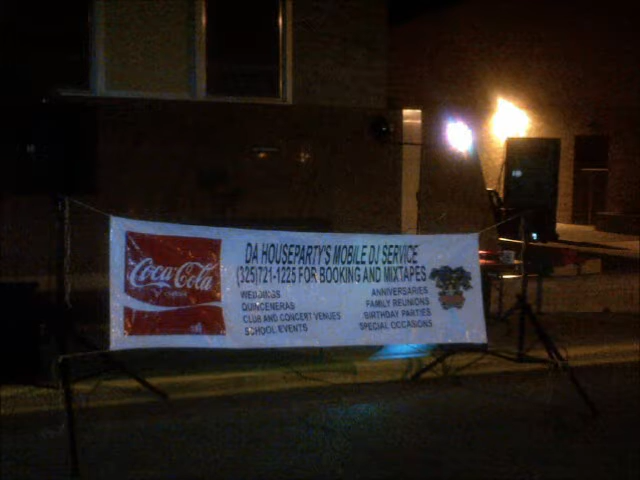 Coca-Cola
DA HOUSEPARTY'S MOBILE DJ SERVICE
(325)721-1225 FOR BOOKING AND MIXTAPES
WEDDINGS
QUINCENERAS
CLUB AND CONCERT VENUES
SCHOOL EVENTS
ANNIVERSARIES
FAMILY REUNIONS
BIRTHDAY PARTIES
SPECIAL OCCASIONS